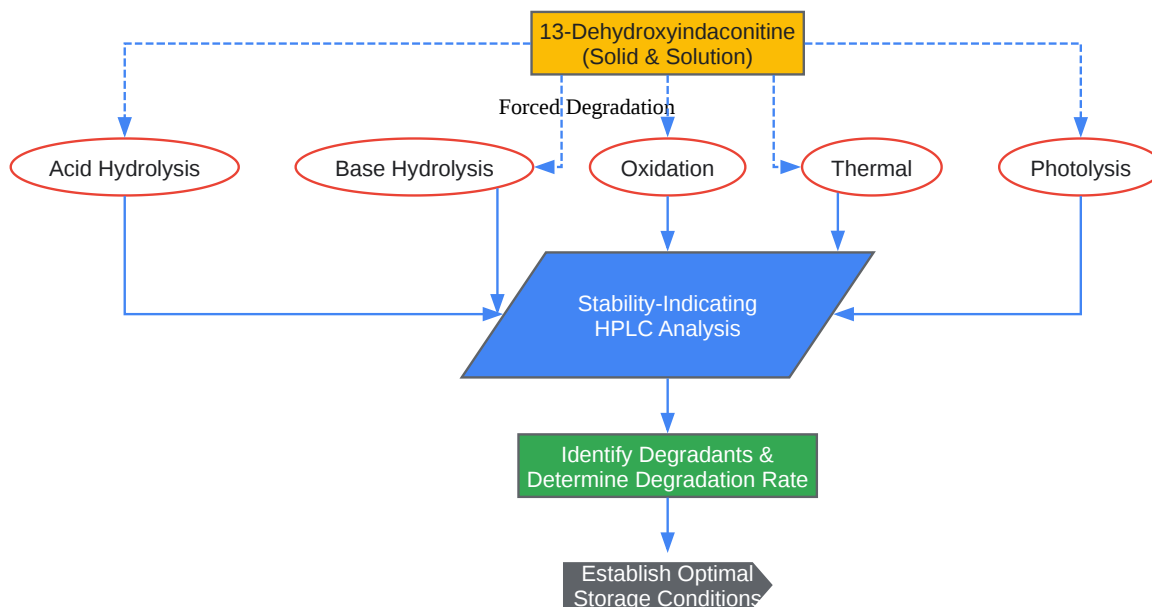 13-Dehydroxyindaconitine
(Solid & Solution)
Forced Degradation
Acid Hydrolysis
Base Hydrolysis
Oxidation
Thermal
Photolysis
Stability-Indicating
HPLC Analysis
Identify Degradants &
Determine Degradation Rate
Establish Optimal
Storage Conditions